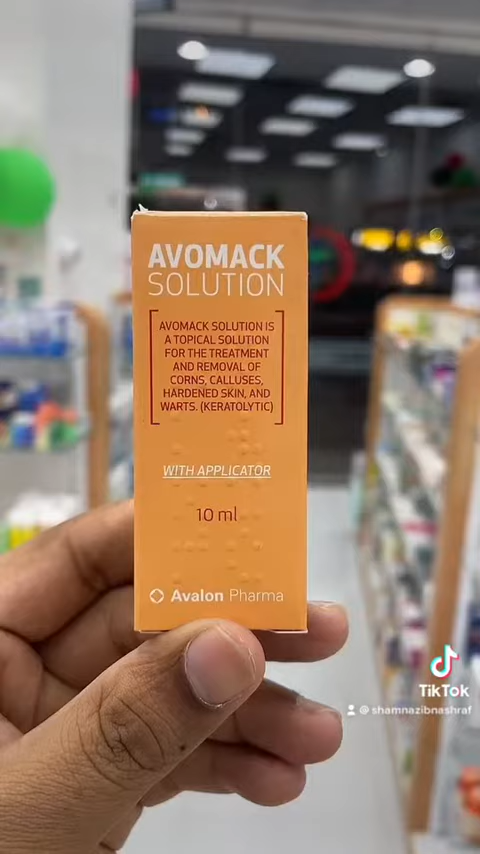 AVOMACK
SOLUTION
AVOMACK SOLUTION IS
A TOPICAL SOLUTION
FOR THE TREATMENT
AND REMOVAL OF
CORNS, CALLUSES,
HARDENED SKIN, AND
WARTS. (KERATOLYTIC)
WITH APPLICATOR
10 ml
Avalon Pharma
TikTok
@shamnazibnashraf